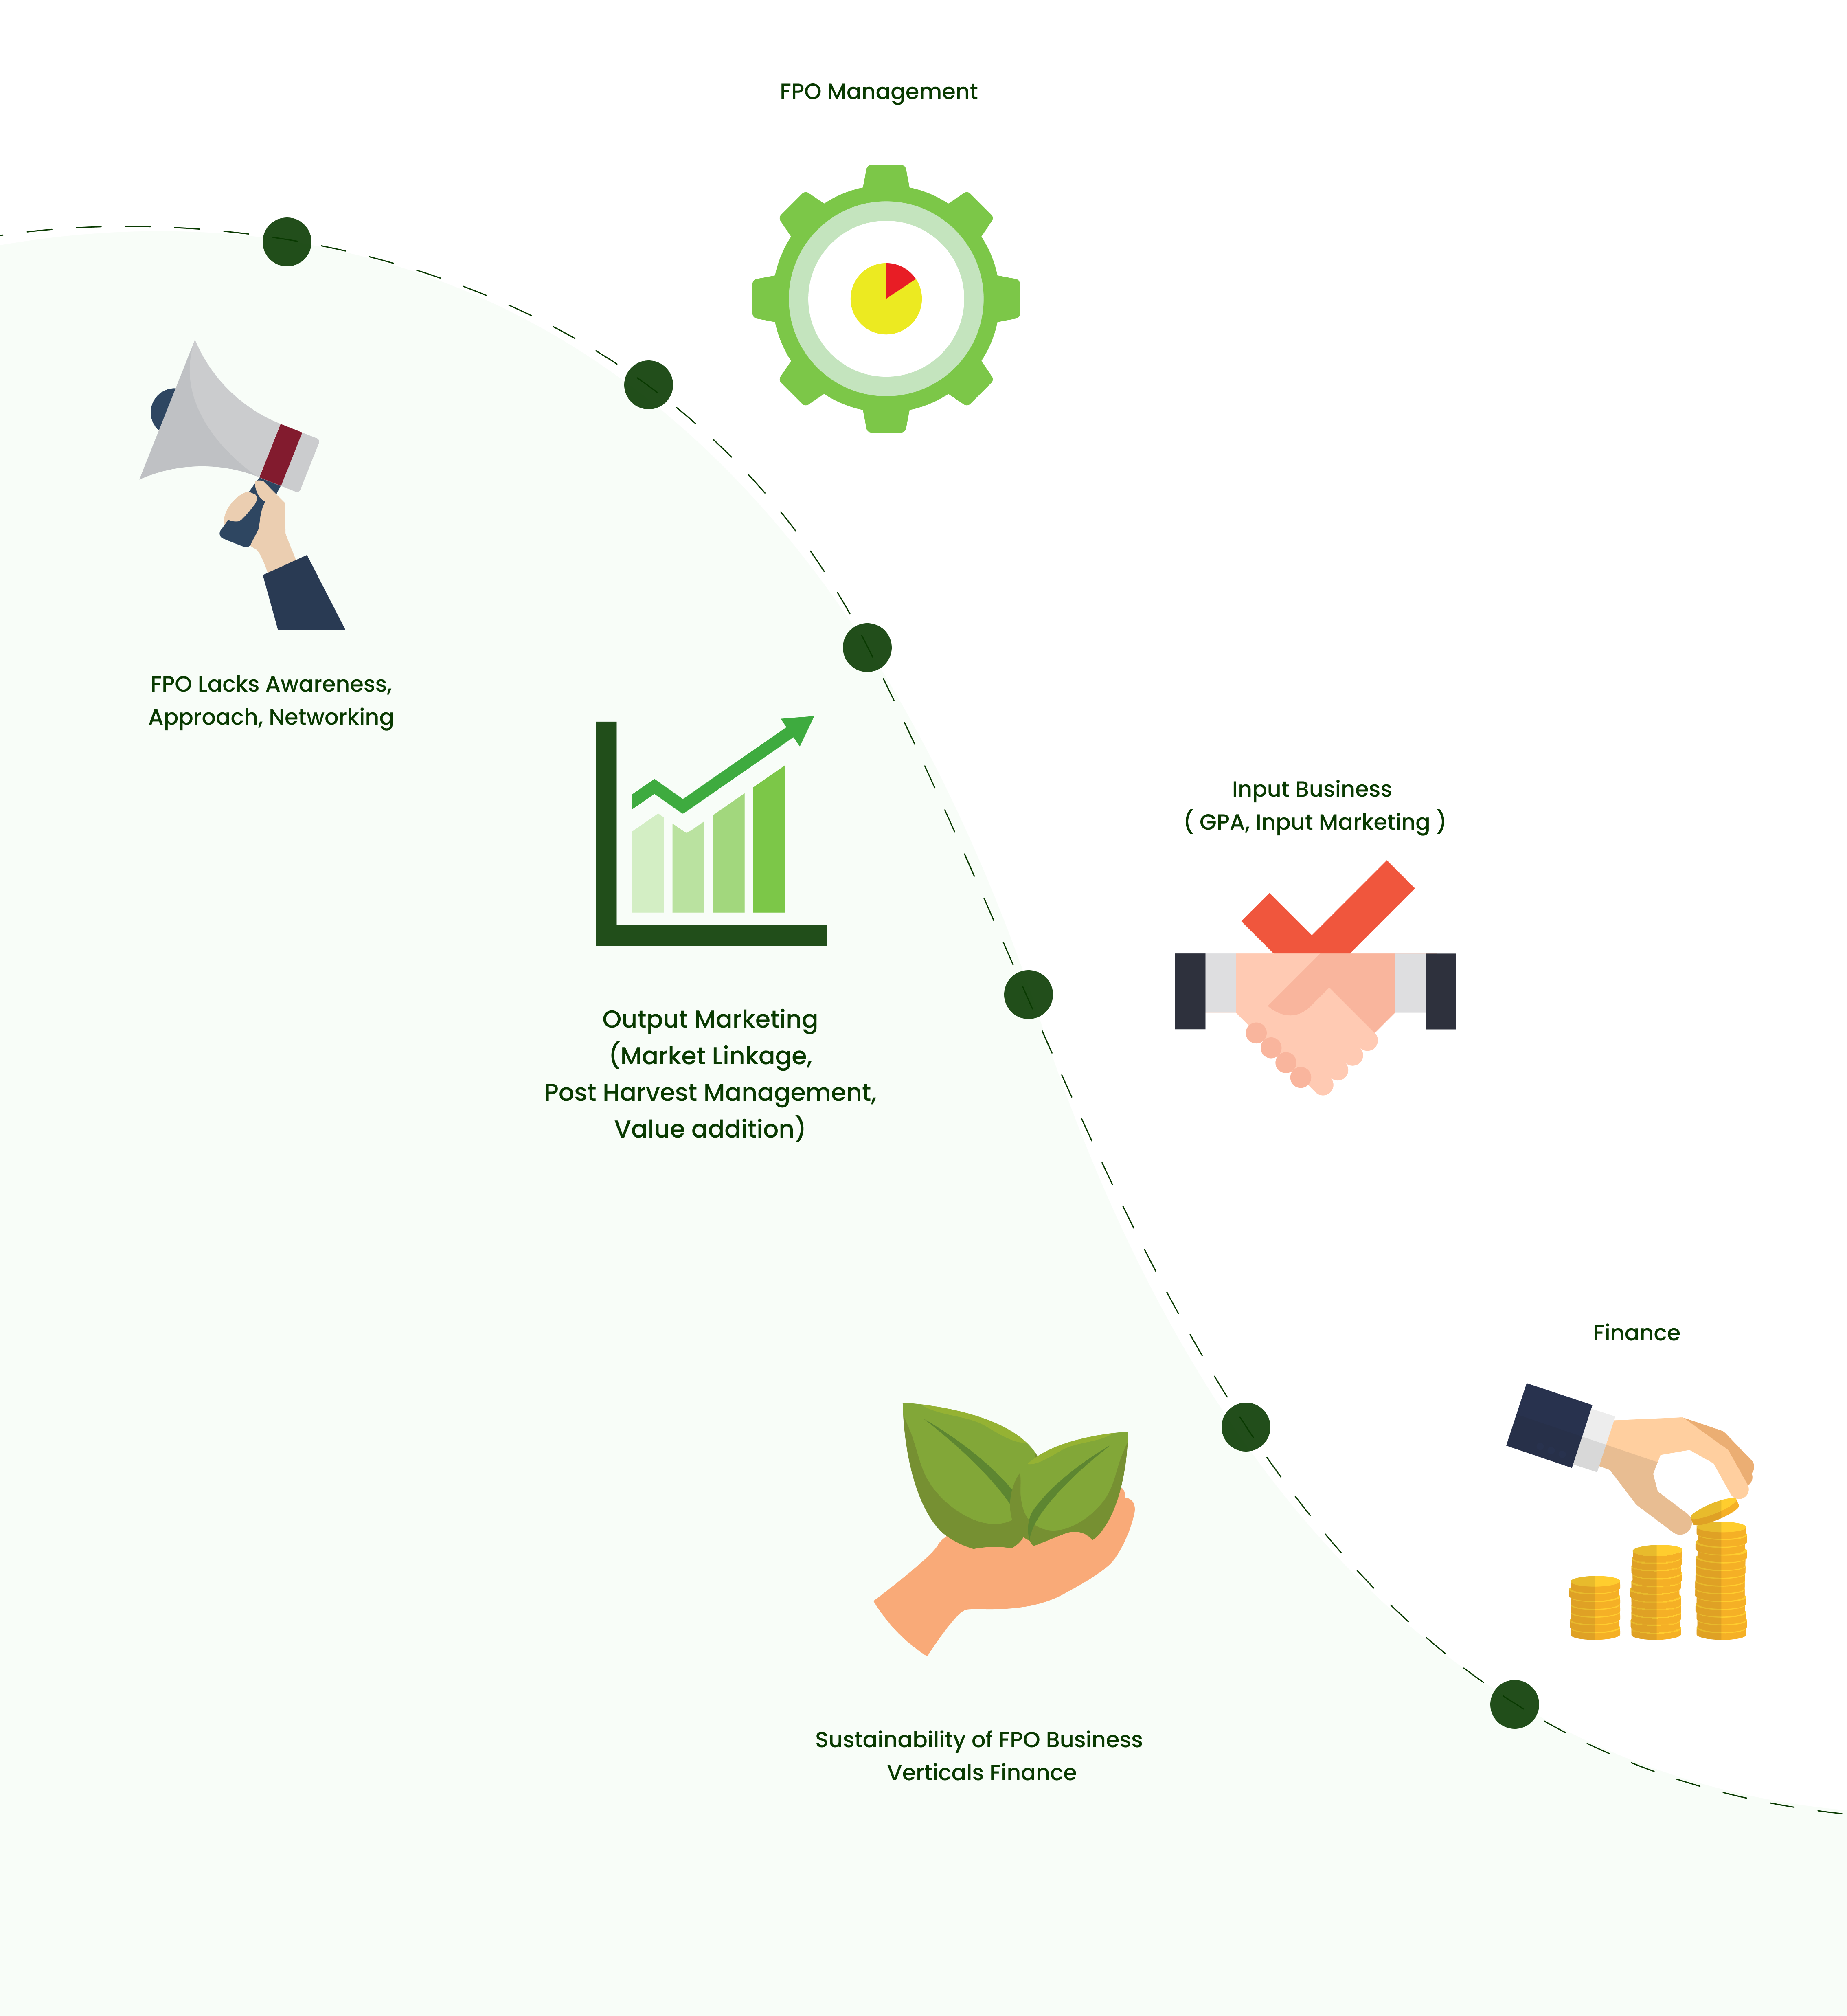 FPO Management
FPO Lacks Awareness,
Approach, Networking
Input Business
( GPA, Input Marketing )
Output Marketing
(Market Linkage,
Post Harvest Management,
Value addition)
Finance
Sustainability of FPO Business
Verticals Finance